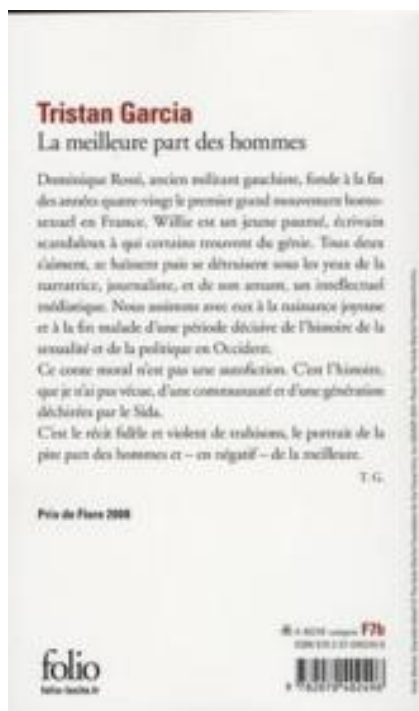 Tristan Garcia
La meilleure part des hommes
Dominique Rossi, ancien militant gauchiste, fonde à la fin
des années quatre-vingt le premier grand mouvement homo-
sexuel en France. Willie est un jeune paumé, écrivain
scandaleux à qui certains trouvent du génie. Tous deux
s'aiment, se haïssent puis se détruisent sous les yeux de la
narratrice, journaliste, et de son amant, un intellectuel
médiatique. Nous assistons avec eux à la naissance joyeuse
et à la fin malade d'une période décisive de l'histoire de la
sexualité et de la politique en Occident.
Ce conte moral n'est pas une autofiction. C'est l'histoire,
que je n'ai pas vécue, d'une communauté et d'une génération
déchirées par le Sida.
C'est le récit fidèle et violent de trahisons, le portrait de la
pire part des hommes et – en négatif – de la meilleure.
T. G.
Prix de Flore 2008
F7b
folio
folio-lesite.fr